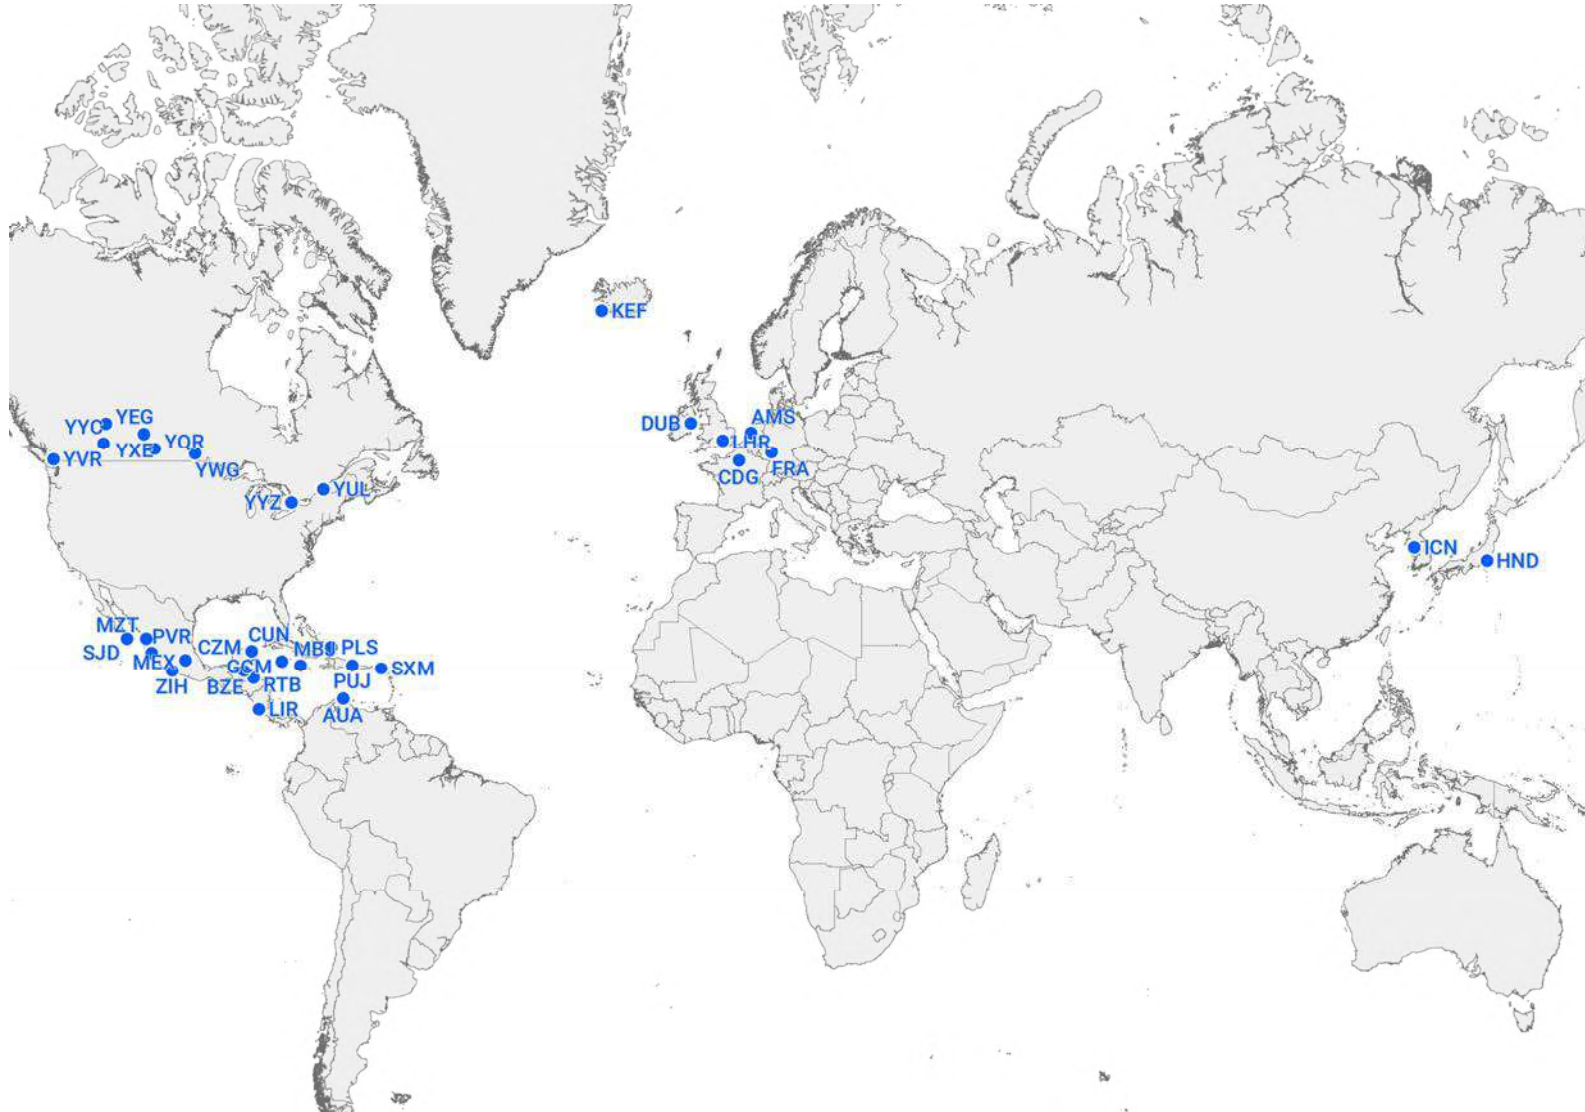 KEF
DUB
AMS
LHR
CDG
FRA
YEG
YYC
YXE
YQR
YVR
YWG
YUL
YYZ
ICN
HND
MZT
PVR
SJD
MEX
ZIH
CZM
CUN
MBJ
PLS
GCM
SXM
BZE
RTB
PUJ
LIR
AUA